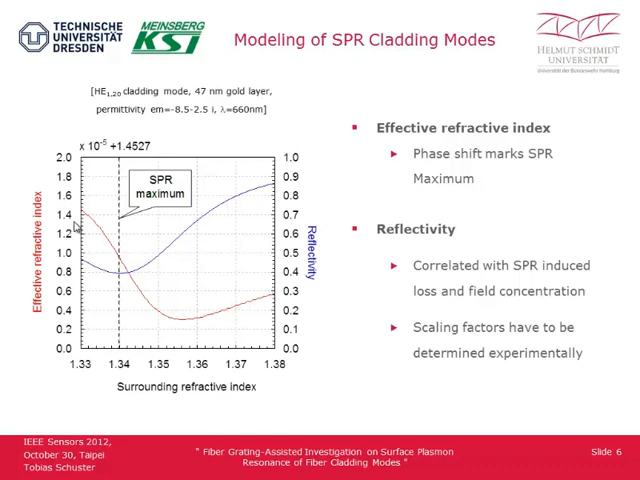 TECHNISCHE
UNIVERSITÄT
DRESDEN
MEINSBERG
KSI
Modeling of SPR Cladding Modes
HELMUT SCHMIDT
UNIVERSITÄT
Universität der Bundeswehr Hamburg
[HE1,20 cladding mode, 47 nm gold layer,
permittivity em=-8.5-2.5 i, λ=660nm]
x 10-5 +1.4527
2.0
1.8
1.6
1.4
1.2
1.0
0.8
0.6
0.4
0.2
0.0
Effective refractive index
SPR
maximum
1.0
0.9
0.8
0.7
0.6
0.5
0.4
0.3
0.2
0.1
0.0
Reflectivity
1.33 1.34 1.35 1.36 1.37 1.38
Surrounding refractive index
Effective refractive index
Phase shift marks SPR
Maximum
Reflectivity
Correlated with SPR induced
loss and field concentration
Scaling factors have to be
determined experimentally
IEEE Sensors 2012,
October 30, Taipei
Tobias Schuster
" Fiber Grating-Assisted Investigation on Surface Plasmon
Resonance of Fiber Cladding Modes "
Slide 6